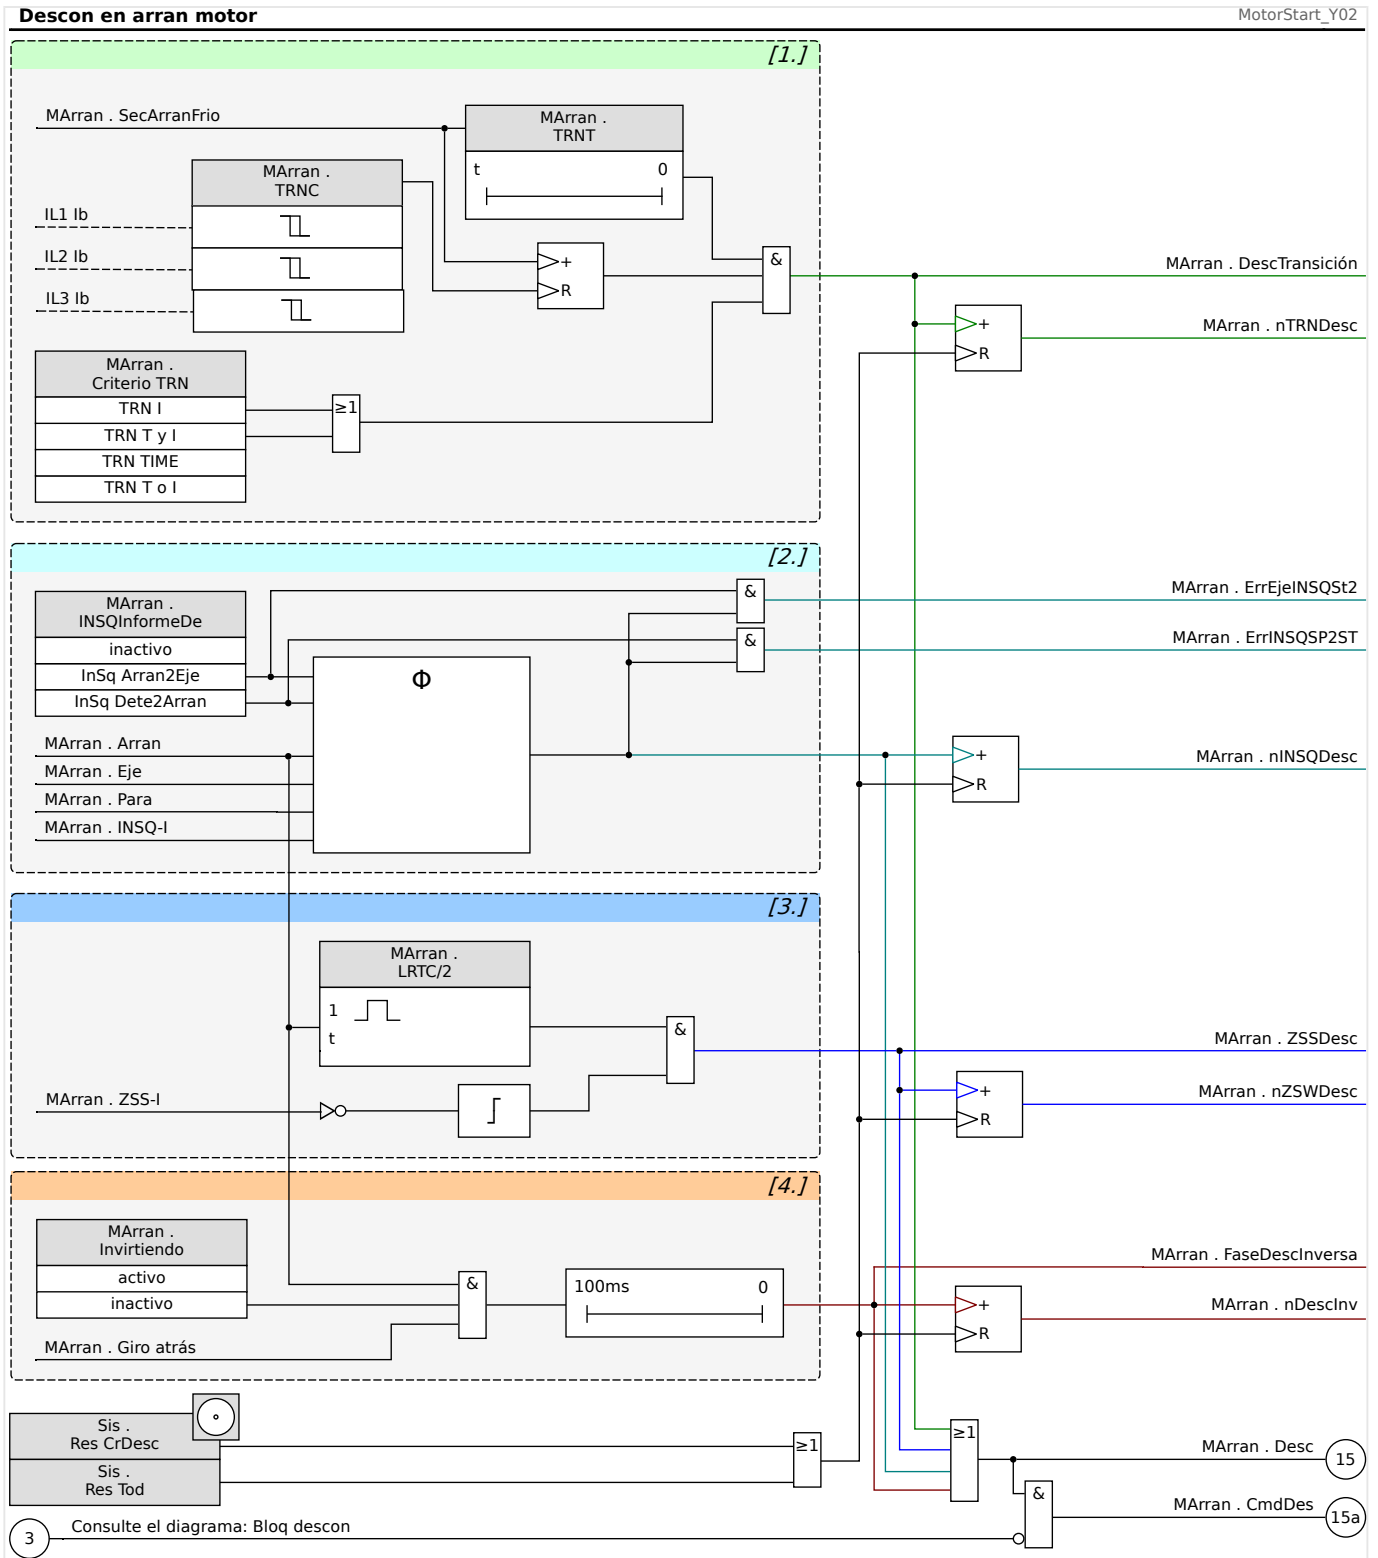 Descon en arran motor
MotorStart_Y02
[1.]
MArran . SecArranFrio
MArran .
TRNT
t
0
MArran .
TRNC
IL1 Ib
IL2 Ib
IL3 Ib
+
R
&
MArran . DescTransición
+
R
MArran . nTRNDesc
MArran .
Criterio TRN
TRN I
TRN T y I
TRN TIME
TRN T o I
≥1
[2.]
MArran .
INSQInformeDe
inactivo
InSq Arran2Eje
InSq Dete2Arran
Φ
&
&
MArran . ErrEjeINSQSt2
MArran . ErrINSQSP2ST
MArran . Arran
MArran . Eje
MArran . Para
MArran . INSQ-I
+
R
MArran . nINSQDesc
[3.]
MArran .
LRTC/2
1
t
&
MArran . ZSSDesc
MArran . ZSS-I
+
R
MArran . nZSWDesc
[4.]
MArran .
Invirtiendo
activo
inactivo
MArran . Giro atrás
&
100ms
0
MArran . FaseDescInversa
+
R
MArran . nDescInv
Sis .
Res CrDesc
Sis .
Res Tod
≥1
≥1
MArran . Desc
15
&
MArran . CmdDes
15a
3
Consulte el diagrama: Bloq descon